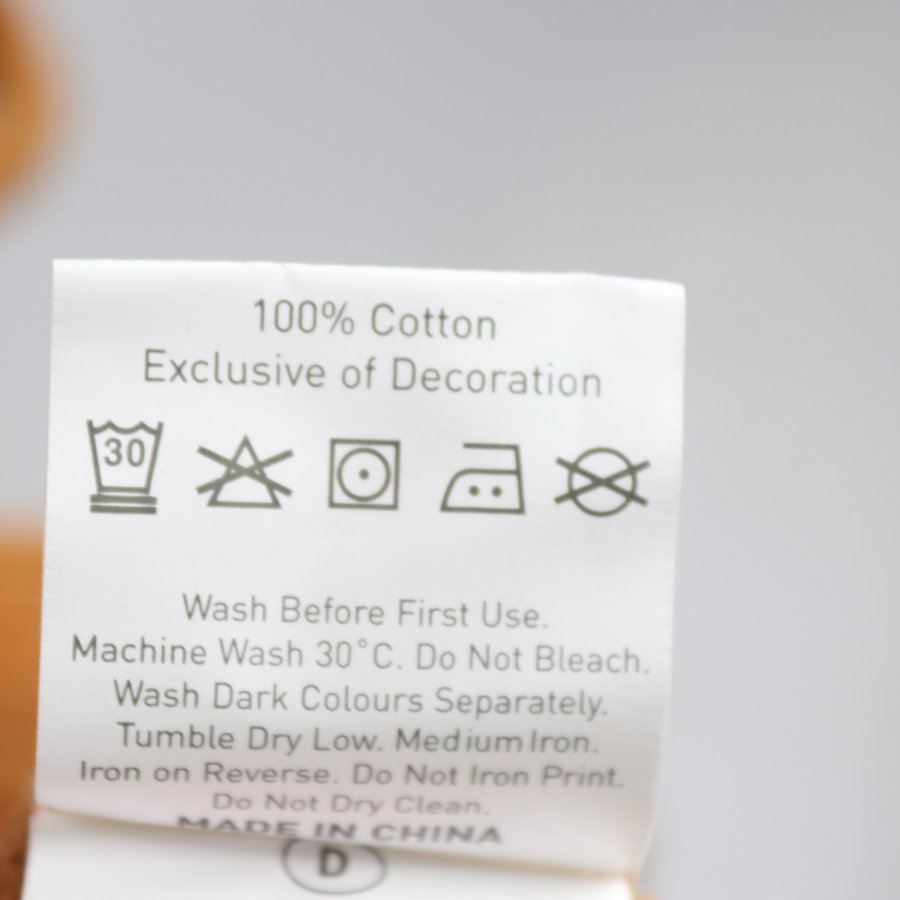 100% Cotton
Exclusive of Decoration
30
Wash Before First Use.
Machine Wash 30°C. Do Not Bleach.
Wash Dark Colours Separately.
Tumble Dry Low. Medium Iron.
Iron on Reverse. Do Not Iron Print.
Do Not Dry Clean.
MADE IN CHINA
D